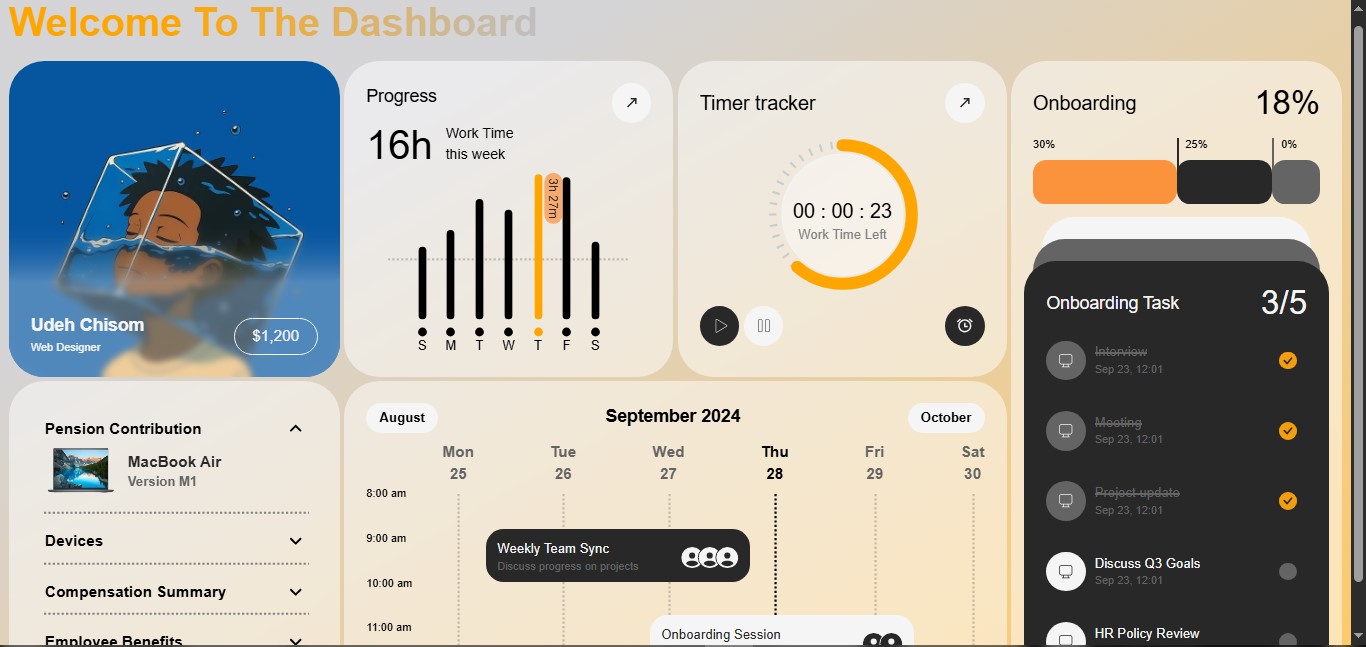 Welcome To The Dashboard
Udeh Chisom
Web Designer
$1,200
Progress
16h
Work Time
this week
3h 27m
S M T W T F S
Timer tracker
00 : 00 : 23
Work Time Left
Onboarding
18%
30%
25%
0%
Onboarding Task
3/5
Interview
Sep 23, 12:01
Meeting
Sep 23, 12:01
Project update
Sep 23, 12:01
Discuss Q3 Goals
Sep 23, 12:01
HR Policy Review
Pension Contribution
MacBook Air
Version M1
Devices
Compensation Summary
Employee Benefits
August
September 2024
October
Mon Tue Wed Thu Fri Sat
25 26 27 28 29 30
8:00 am
9:00 am
Weekly Team Sync
Discuss progress on projects
10:00 am
11:00 am
Onboarding Session